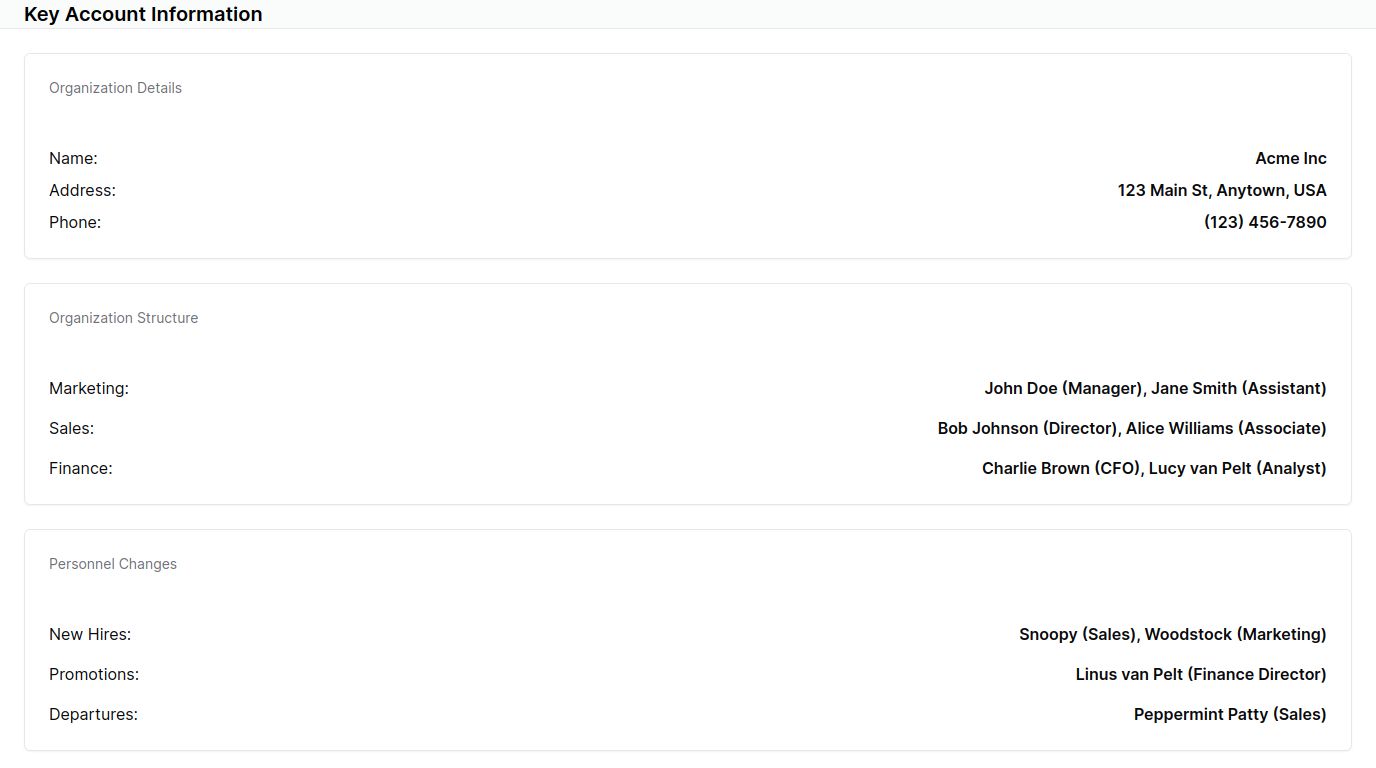 Key Account Information
Organization Details
Name: Acme Inc
Address: 123 Main St, Anytown, USA
Phone: (123) 456-7890
Organization Structure
Marketing: John Doe (Manager), Jane Smith (Assistant)
Sales: Bob Johnson (Director), Alice Williams (Associate)
Finance: Charlie Brown (CFO), Lucy van Pelt (Analyst)
Personnel Changes
New Hires: Snoopy (Sales), Woodstock (Marketing)
Promotions: Linus van Pelt (Finance Director)
Departures: Peppermint Patty (Sales)